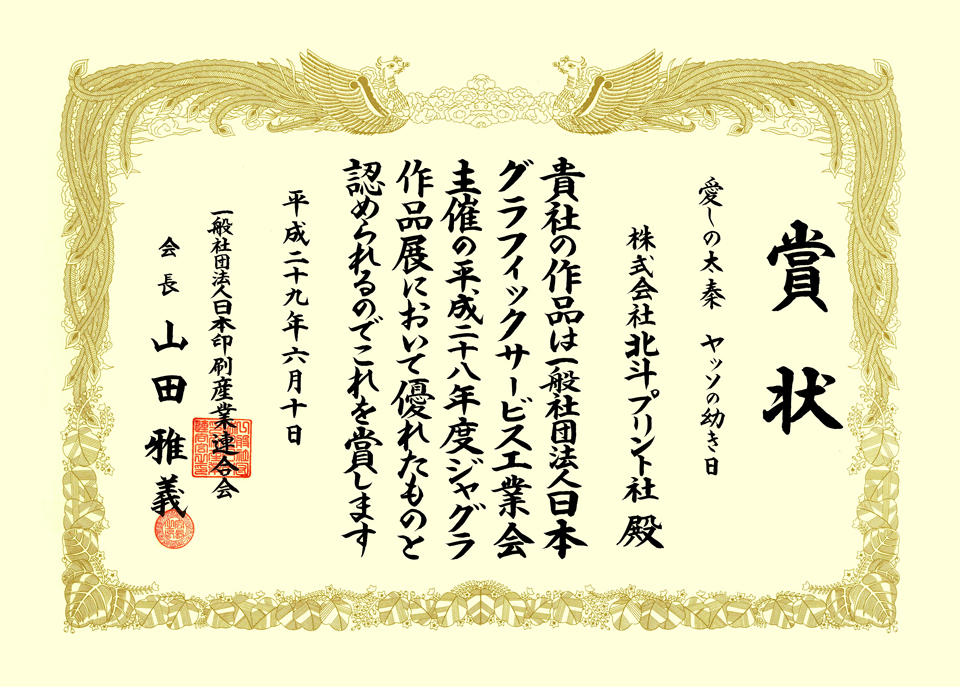 賞状
愛しの太秦 ヤッソの幼き日
株式会社北斗プリント社 殿
貴社の作品は一般社団法人日本
グラフィックサービス工業会
主催の平成二十八年度ジャグラ
作品展において優れたものと
認められるのでこれを賞します
平成二十九年六月十日
一般社団法人日本印刷産業連合会
会長 山田雅義